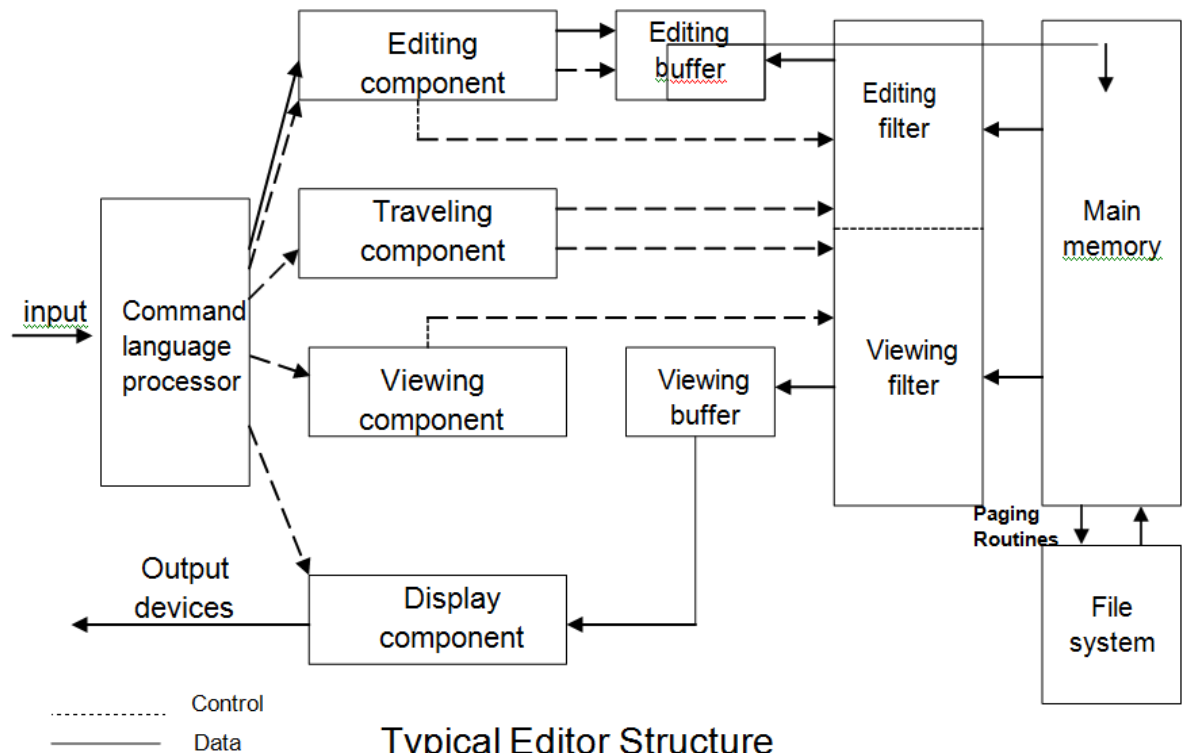 Editing
component
Editing
buffer
Editing
filter
Traveling
component
Main
memory
input
Command
language
processor
Viewing
component
Viewing
buffer
Viewing
filter
Paging
Routines
Output
devices
Display
component
File
system
Control
Data
Typical Editor Structure